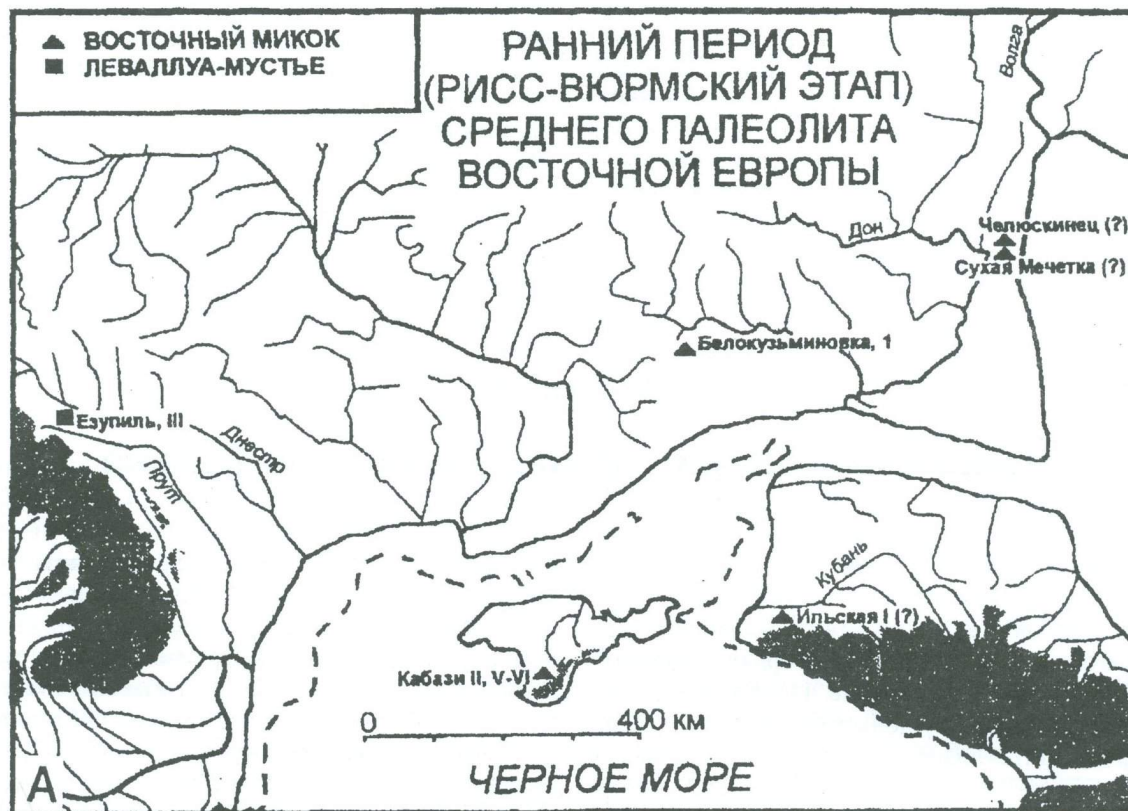 ВОСТОЧНЫЙ МИКОК
ЛЕВАЛЛУА-МУСТЬЕ
РАННИЙ ПЕРИОД
(РИСС-ВЮРМСКИЙ ЭТАП)
СРЕДНЕГО ПАЛЕОЛИТА
ВОСТОЧНОЙ ЕВРОПЫ
Волга
Дон
Челюскинец (?)
Сухая Мечетка (?)
Белокузьминовка, 1
Езупиль, III
Днестр
Прут
Кубань
Ильская I (?)
Кабази II, V-VI
0 400 км
ЧЕРНОЕ МОРЕ
А